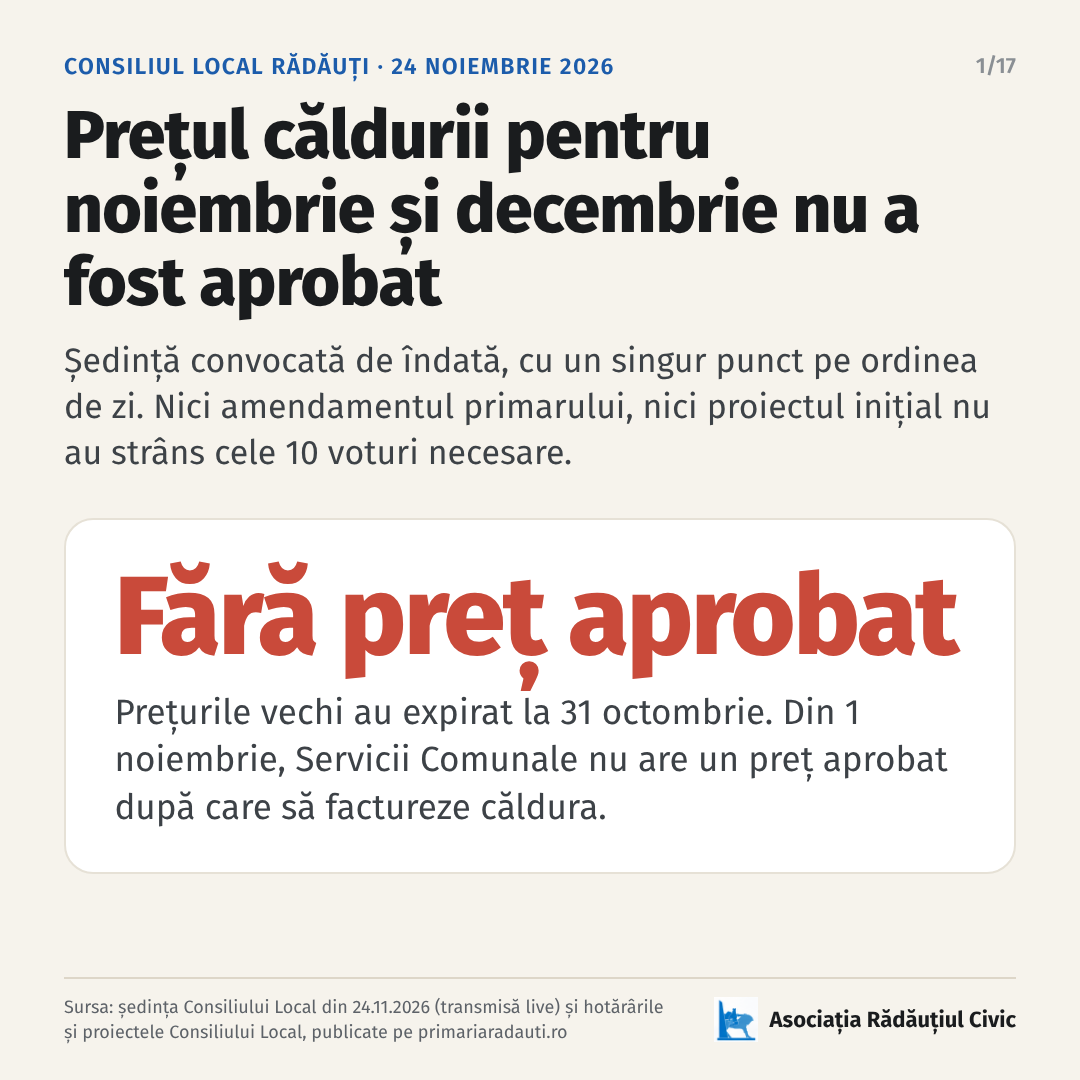 CONSILIUL LOCAL RĂDĂUȚI · 24 NOIEMBRIE 2026
1/17
Prețul căldurii pentru
noiembrie și decembrie nu a
fost aprobat
Ședință convocată de îndată, cu un singur punct pe ordinea
de zi. Nici amendamentul primarului, nici proiectul inițial nu
au strâns cele 10 voturi necesare.
Fără preț aprobat
Prețurile vechi au expirat la 31 octombrie. Din 1
noiembrie, Servicii Comunale nu are un preț aprobat
după care să factureze căldura.
Sursa: ședința Consiliului Local din 24.11.2026 (transmisă live) și hotărârile
și proiectele Consiliului Local, publicate pe primariaradauti.ro
Asociația Rădăuțiul Civic